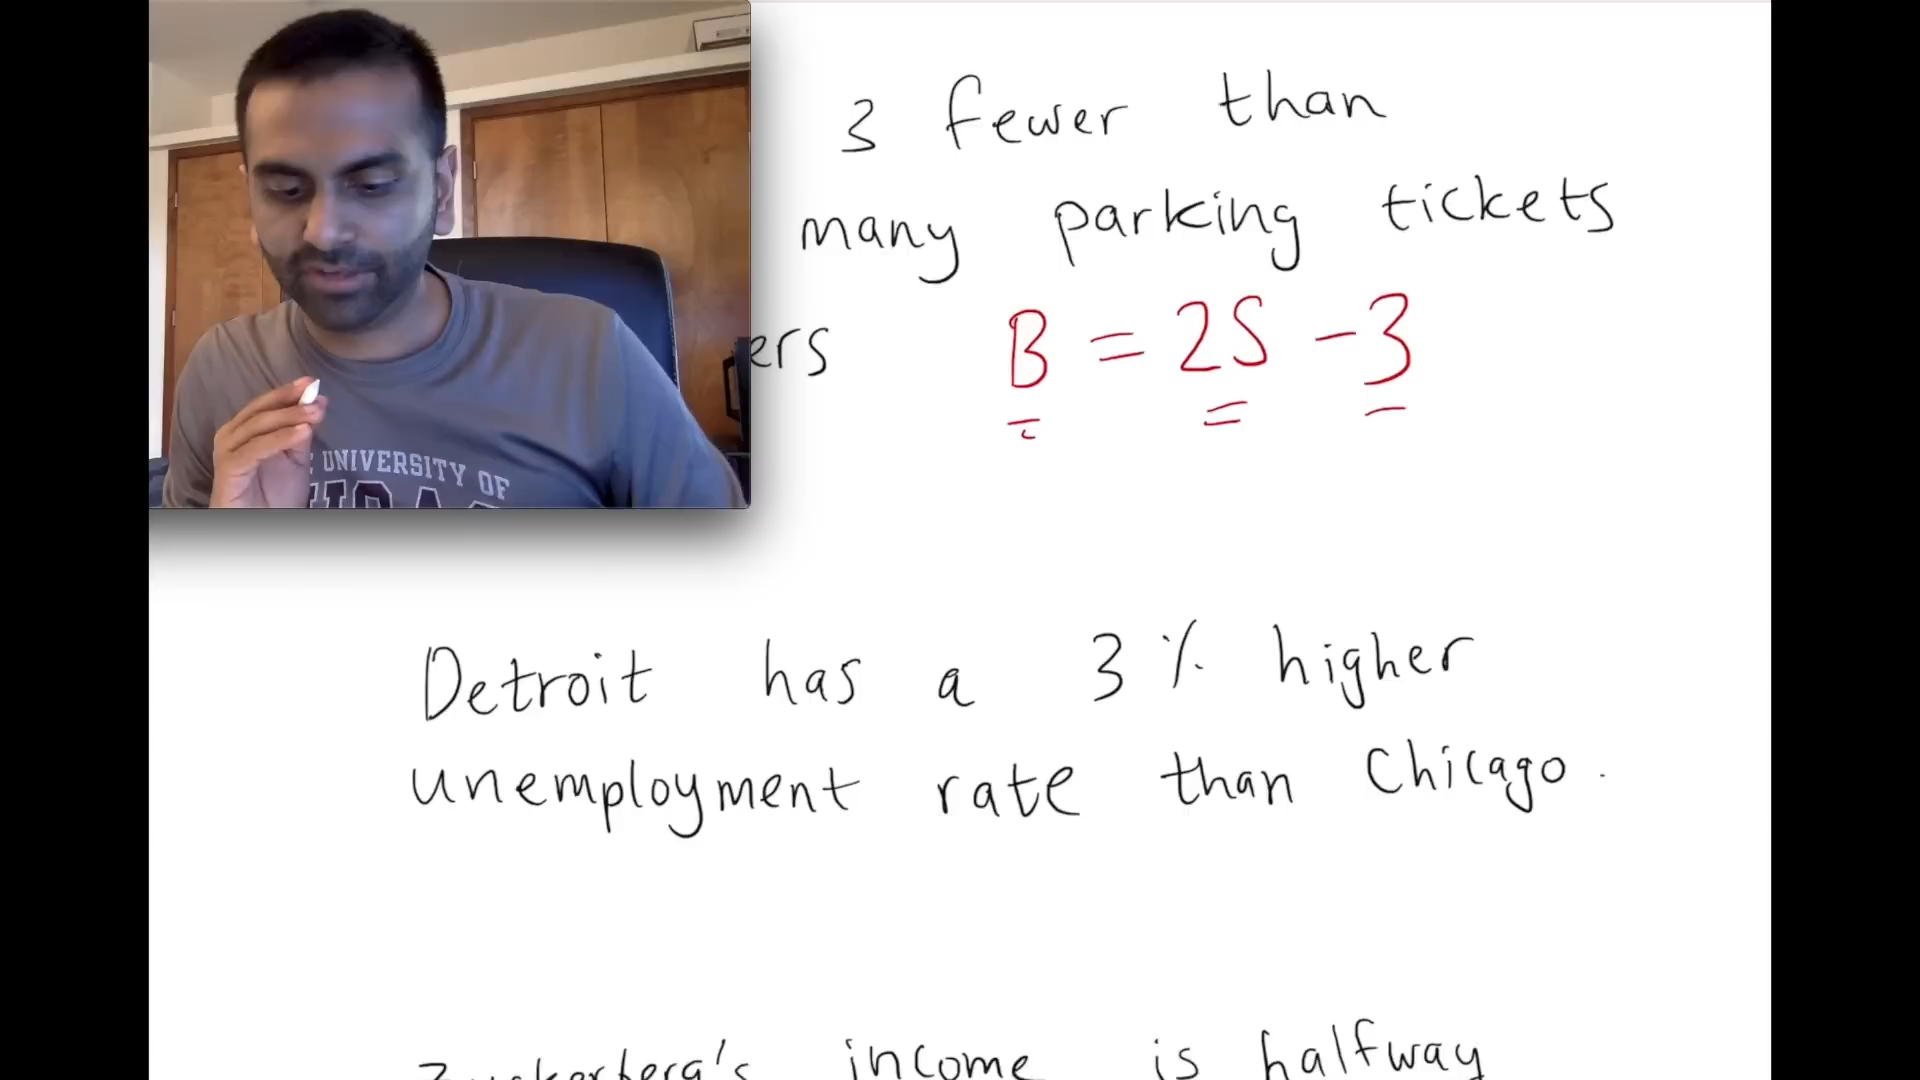 3 fewer than
many parking tickets
ers B = 2S - 3
UNIVERSITY OF
Detroit has a 3% higher
unemployment rate than Chicago.
Zuckerberg's income is halfway